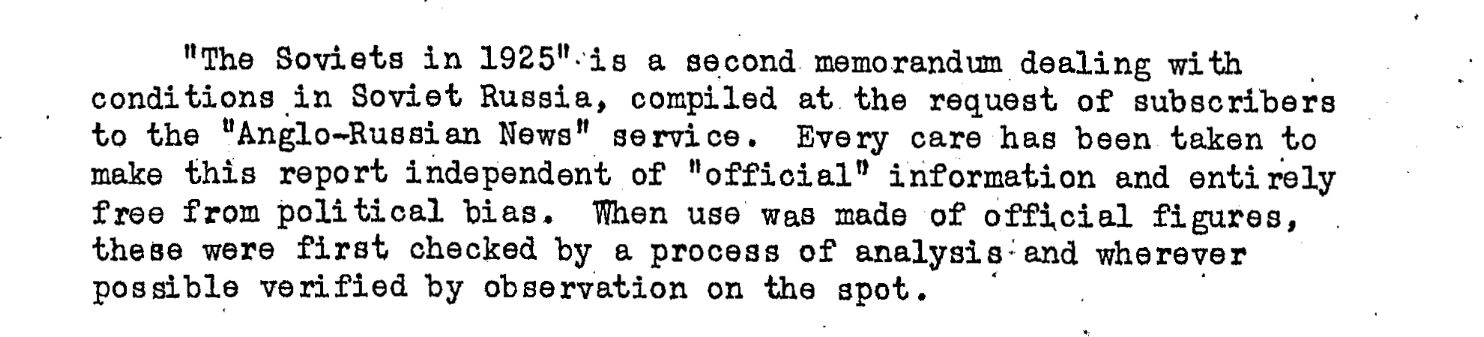 "The Soviets in 1925" is a second memorandum dealing with
conditions in Soviet Russia, compiled at the request of subscribers
to the "Anglo-Russian News" service. Every care has been taken to
make this report independent of "official" information and entirely
free from political bias. When use was made of official figures,
these were first checked by a process of analysis and wherever
possible verified by observation on the spot.